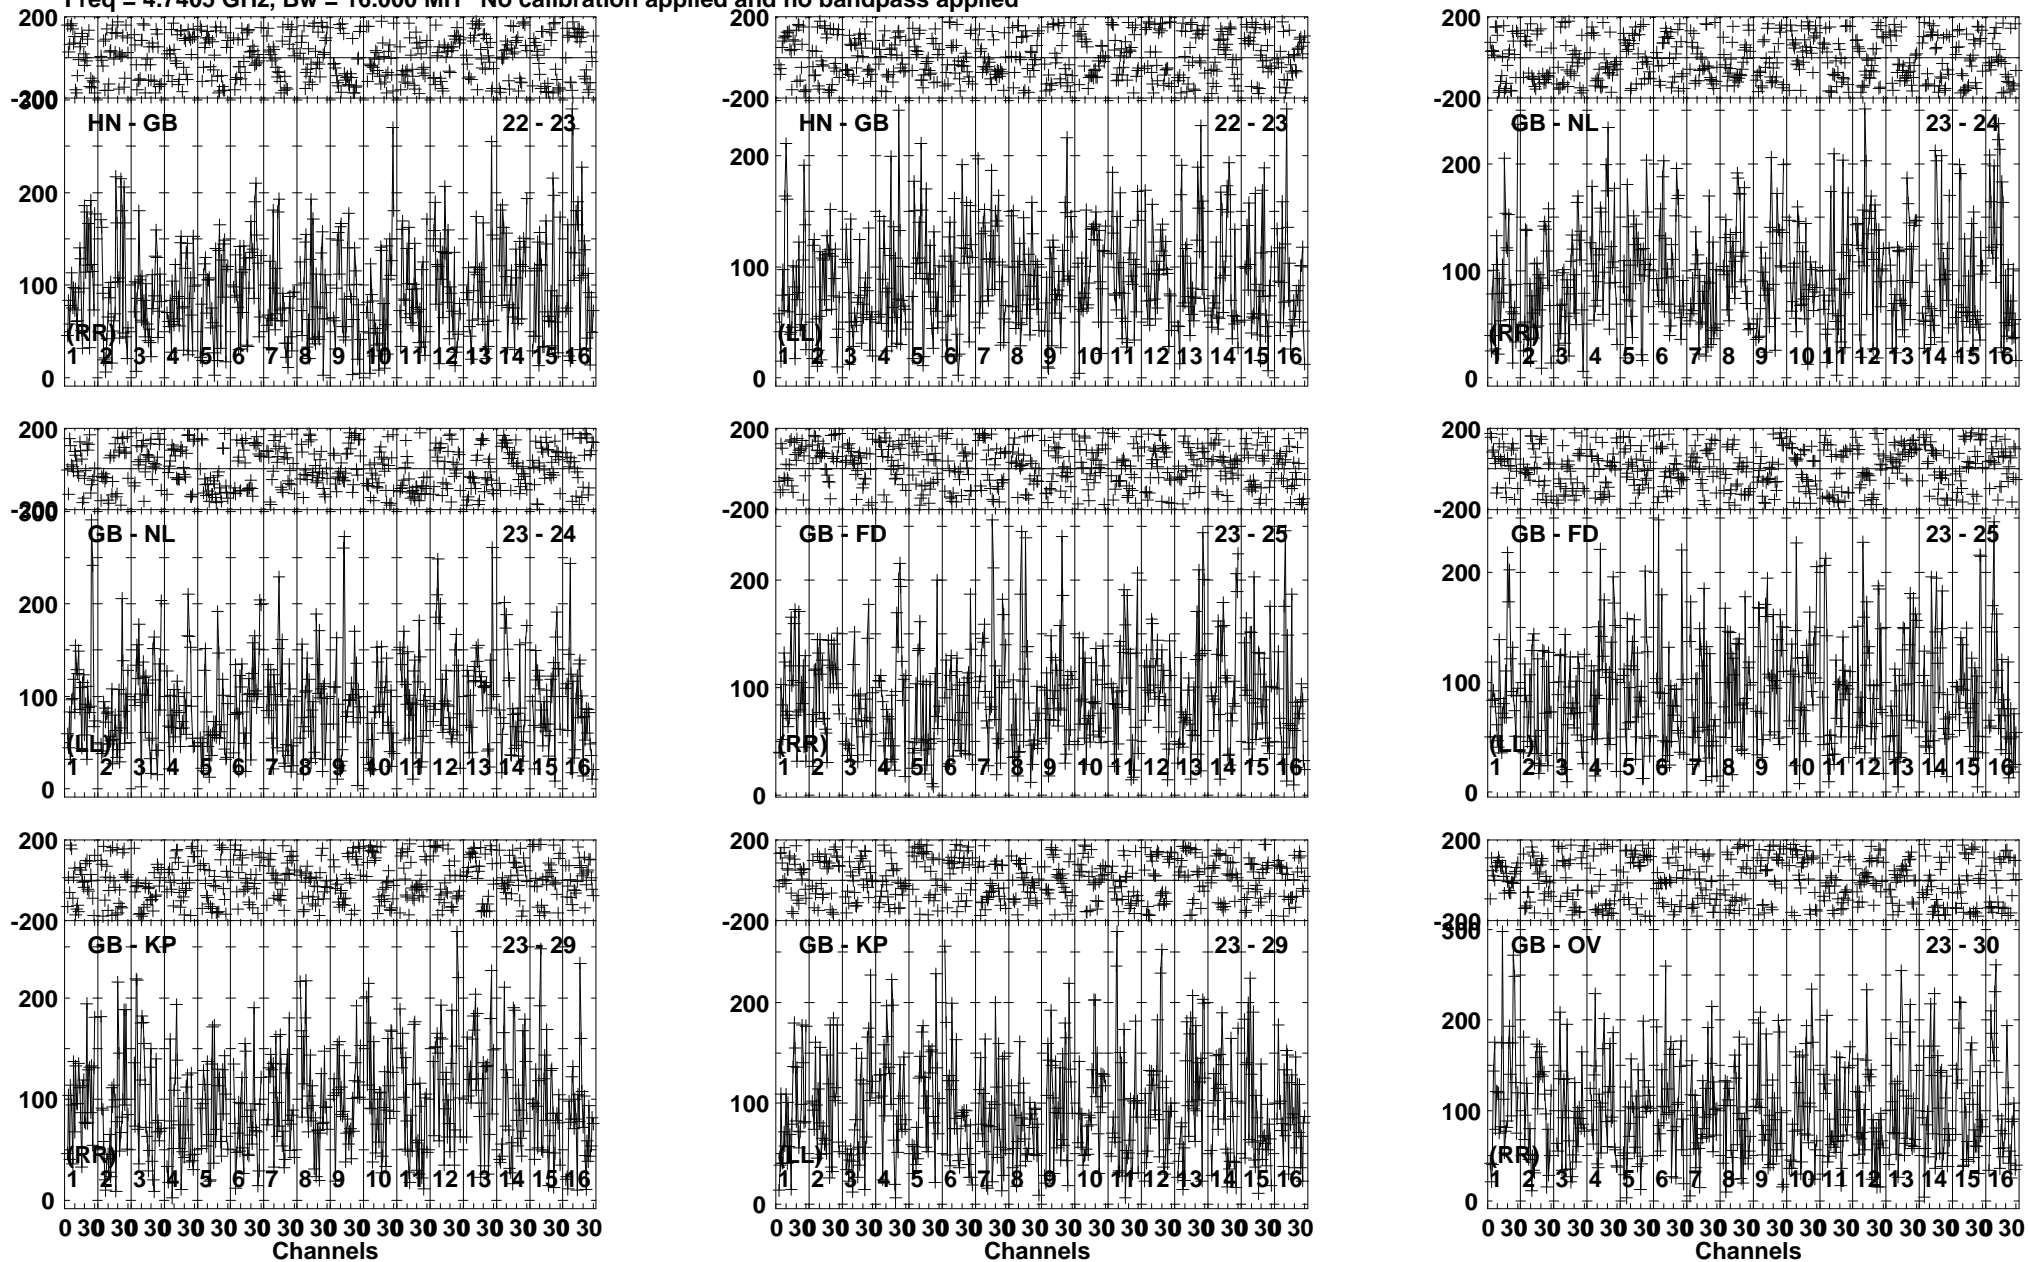 Freq = 4.7405 GHz, Bw = 16.000 MH No calibration applied and no bandpass applied
200 200 200
-200 -200 -200
HN - GB 22 - 23 HN - GB 22 - 23 GB - NL 23 - 24
200 200 200
100 100 100
(RR) (LL) (RR)
1 2 3 4 5 6 7 8 9 10 11 12 13 14 15 16 1 2 3 4 5 6 7 8 9 10 11 12 13 14 15 16 1 2 3 4 5 6 7 8 9 10 11 12 13 14 15 16
0 0 0
200 200 200
-200 -200 -200
300
GB - NL 23 - 24 GB - FD 23 - 25 GB - FD 23 - 25
200 200 200
100 100 100
(LL) (RR) (LL)
1 2 3 4 5 6 7 8 9 10 11 12 13 14 15 16 1 2 3 4 5 6 7 8 9 10 11 12 13 14 15 16 1 2 3 4 5 6 7 8 9 10 11 12 13 14 15 16
0 0 0
200 200 200
-200 -200 -200
300
GB - KP 23 - 29 GB - KP 23 - 29 GB - OV 23 - 30
200 200 200
100 100 100
(RR) (LL) (RR)
1 2 3 4 5 6 7 8 9 10 11 12 13 14 15 16 1 2 3 4 5 6 7 8 9 10 11 12 13 14 15 16 1 2 3 4 5 6 7 8 9 10 11 12 13 14 15 16
0 0 0
0 30 30 30 30 30 30 30 30 30 30 30 30 30 30 30 30 0 30 30 30 30 30 30 30 30 30 30 30 30 30 30 30 30 0 30 30 30 30 30 30 30 30 30 30 30 30 30 30 30 30
Channels Channels Channels